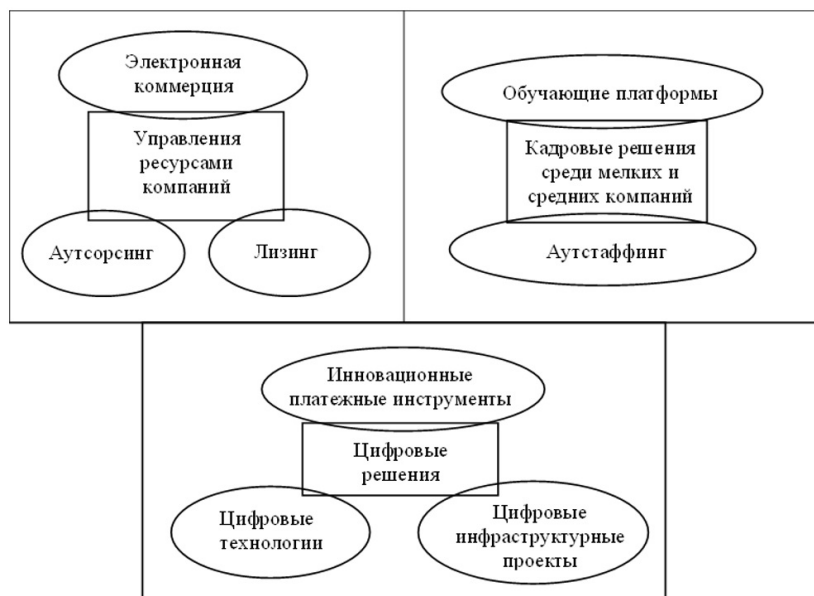 Электронная
коммерция
Управления
ресурсами
компаний
Аутсорсинг
Лизинг
Обучающие платформы
Кадровые решения
среди мелких и
средних компаний
Аутстаффинг
Инновационные
платежные инструменты
Цифровые
решения
Цифровые
технологии
Цифровые
инфраструктурные
проекты